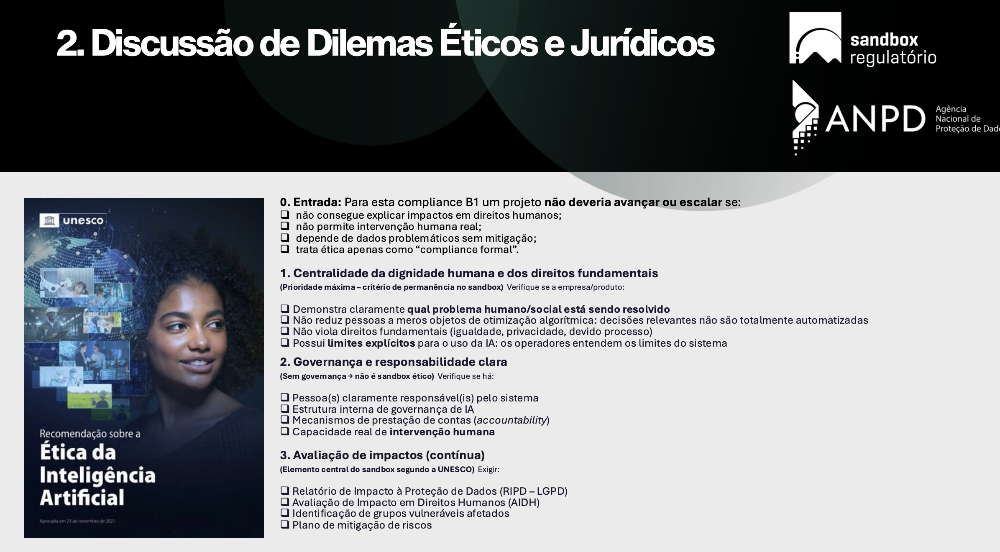 2. Discussão de Dilemas Éticos e Jurídicos
sandbox
regulatório
ANPD
Agência
Nacional de
Proteção de Dad
unesco
Recomendação sobre a
Ética da
Inteligência
Artificial
Aprovada em 23 de novembro de 2021
0. Entrada: Para esta compliance B1 um projeto não deveria avançar ou escalar se:
❑ não consegue explicar impactos em direitos humanos;
❑ não permite intervenção humana real;
❑ depende de dados problemáticos sem mitigação;
❑ trata ética apenas como “compliance formal”.
1. Centralidade da dignidade humana e dos direitos fundamentais
(Prioridade máxima – critério de permanência no sandbox) Verifique se a empresa/produto:
❑ Demonstra claramente qual problema humano/social está sendo resolvido
❑ Não reduz pessoas a meros objetos de otimização algorítmica: decisões relevantes não são totalmente automatizadas
❑ Não viola direitos fundamentais (igualdade, privacidade, devido processo)
❑ Possui limites explícitos para o uso da IA: os operadores entendem os limites do sistema
2. Governança e responsabilidade clara
(Sem governança → não é sandbox ético) Verifique se há:
❑ Pessoa(s) claramente responsável(is) pelo sistema
❑ Estrutura interna de governança de IA
❑ Mecanismos de prestação de contas (accountability)
❑ Capacidade real de intervenção humana
3. Avaliação de impactos (contínua)
(Elemento central do sandbox segundo a UNESCO) Exigir:
❑ Relatório de Impacto à Proteção de Dados (RIPD – LGPD)
❑ Avaliação de Impacto em Direitos Humanos (AIDH)
❑ Identificação de grupos vulneráveis afetados
❑ Plano de mitigação de riscos